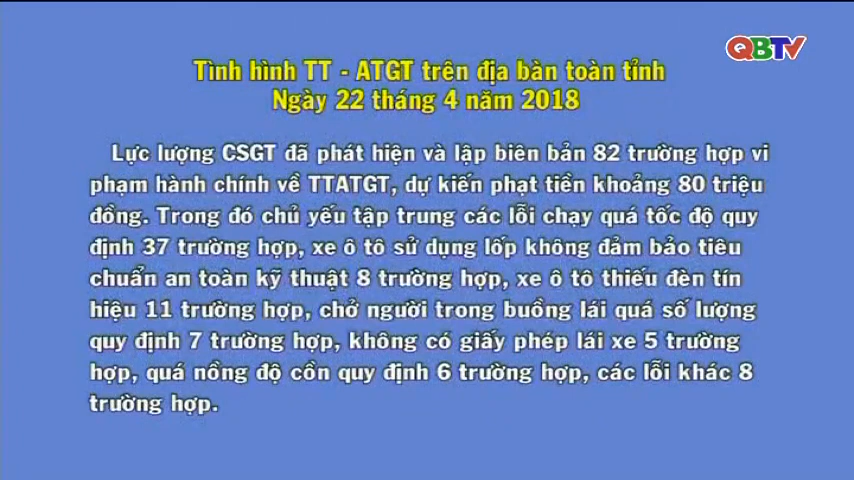 QBTV
Tình hình TT - ATGT trên địa bàn toàn tỉnh
Ngày 22 tháng 4 năm 2018
Lực lượng CSGT đã phát hiện và lập biên bản 82 trường hợp vi
phạm hành chính về TTATGT, dự kiến phạt tiền khoảng 80 triệu
đồng. Trong đó chủ yếu tập trung các lỗi chạy quá tốc độ quy
định 37 trường hợp, xe ô tô sử dụng lốp không đảm bảo tiêu
chuẩn an toàn kỹ thuật 8 trường hợp, xe ô tô thiếu đèn tín
hiệu 11 trường hợp, chở người trong buồng lái quá số lượng
quy định 7 trường hợp, không có giấy phép lái xe 5 trường
hợp, quá nồng độ cồn quy định 6 trường hợp, các lỗi khác 8
trường hợp.